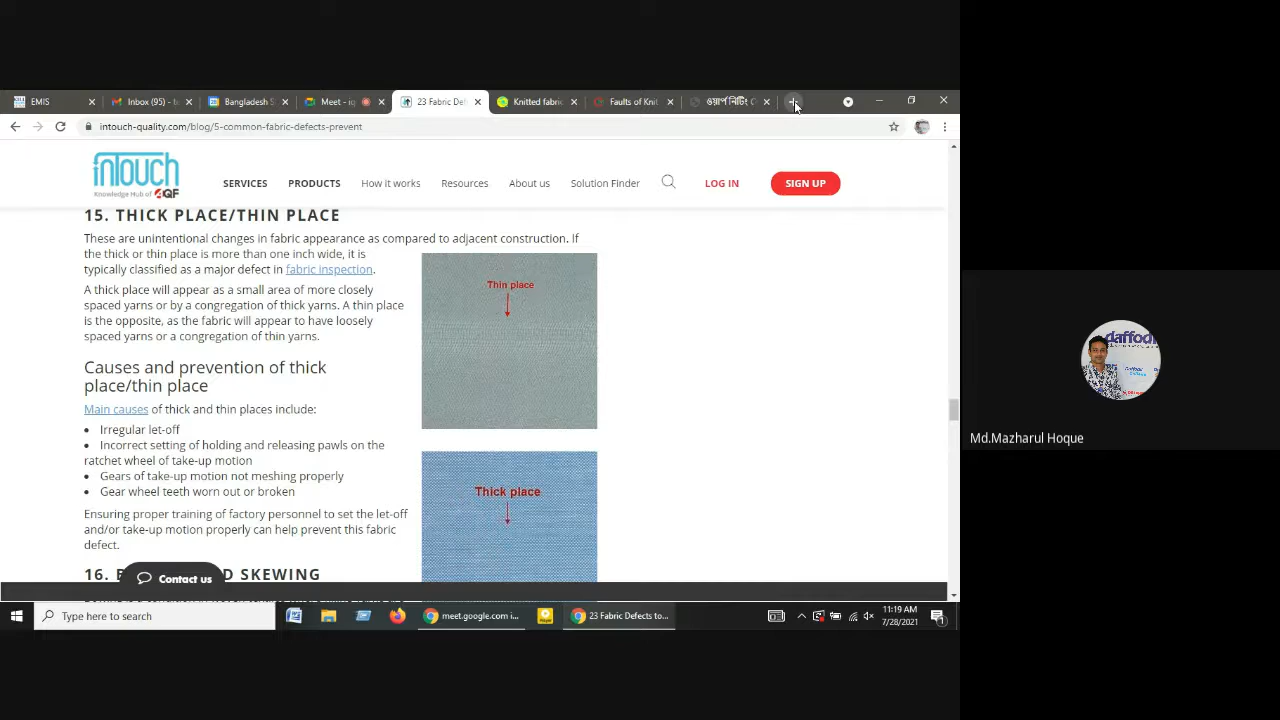 EMIS
Inbox (95) - b
Bangladesh S
Meet - iq
23 Fabric Def
Knitted fabric
Faults of Knit
ওয়ার্প নিটিং
intouch-quality.com/blog/5-common-fabric-defects-prevent
inTouch
Knowledge Hub of AQF
SERVICES
PRODUCTS
How it works
Resources
About us
Solution Finder
LOG IN
SIGN UP
15. THICK PLACE/THIN PLACE
These are unintentional changes in fabric appearance as compared to adjacent construction. If
the thick or thin place is more than one inch wide, it is
typically classified as a major defect in fabric inspection.
A thick place will appear as a small area of more closely
spaced yarns or by a congregation of thick yarns. A thin place
is the opposite, as the fabric will appear to have loosely
spaced yarns or a congregation of thin yarns.
Thin place
Causes and prevention of thick
place/thin place
Main causes of thick and thin places include:
• Irregular let-off
• Incorrect setting of holding and releasing pawls on the
ratchet wheel of take-up motion
• Gears of take-up motion not meshing properly
• Gear wheel teeth worn out or broken
Thick place
Ensuring proper training of factory personnel to set the let-off
and/or take-up motion properly can help prevent this fabric
defect.
16. B D SKEWING
Contact us
Type here to search
meet.google.com i...
23 Fabric Defects to...
11:19 AM
7/28/2021
1
daffodi
Md.Mazharul Hoque